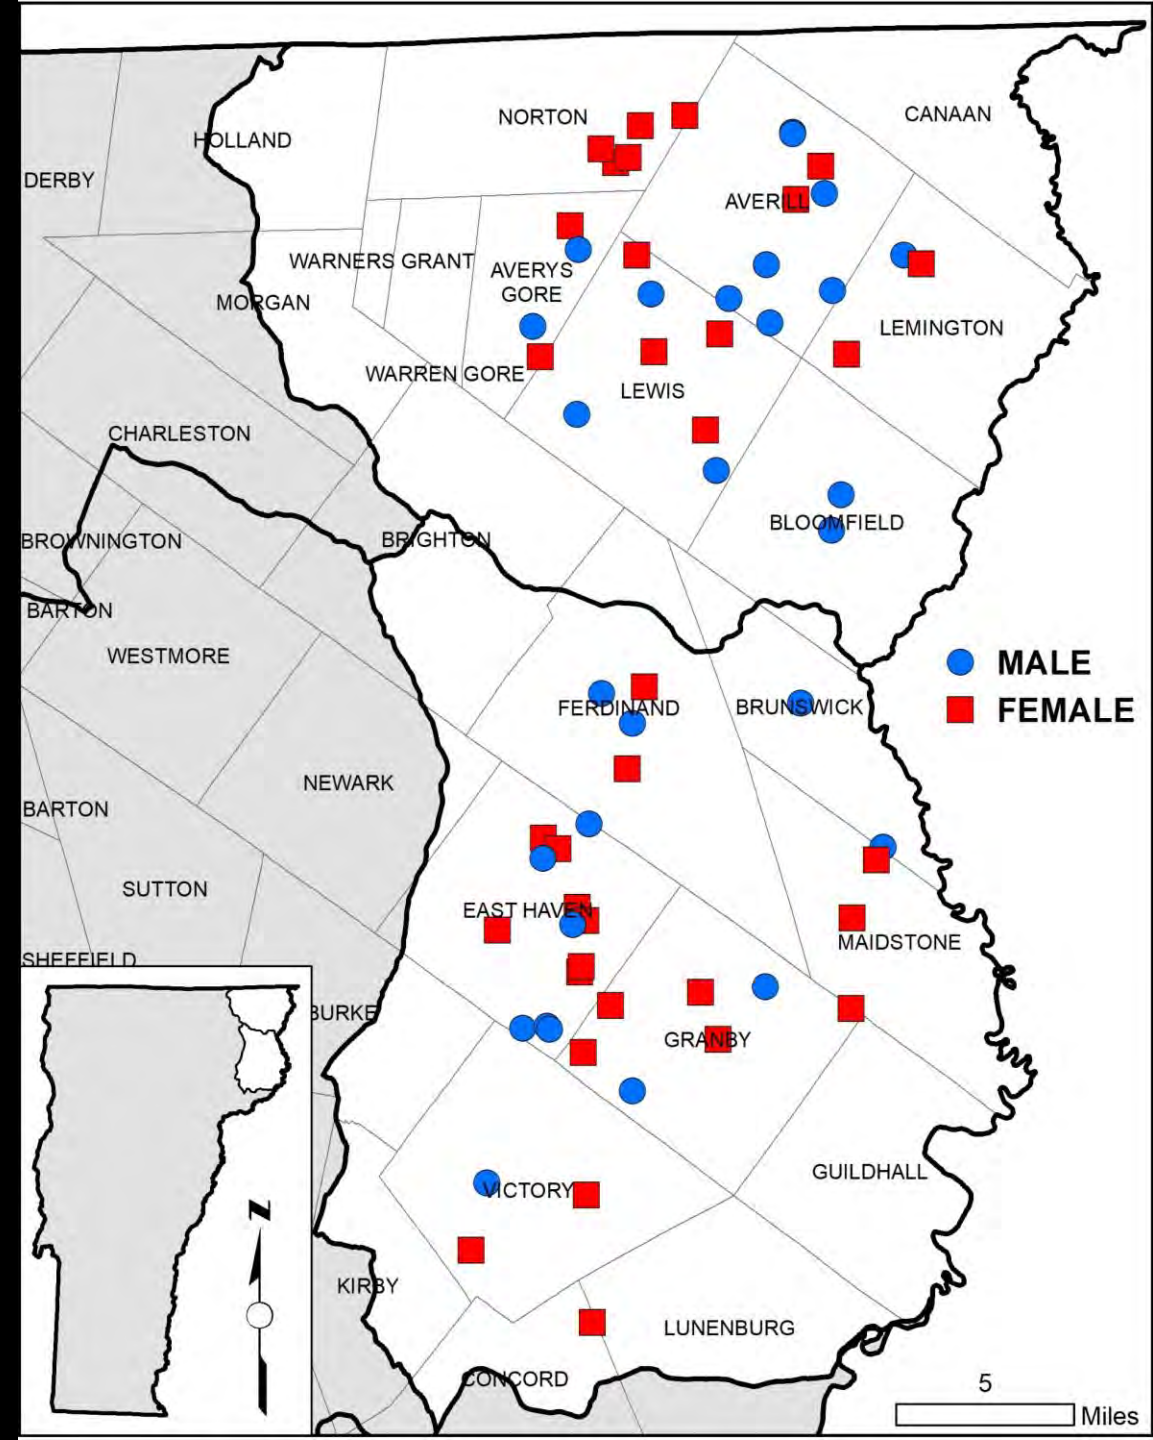 NORTON
CANAAN
HOLLAND
DERBY
AVERILL
WARNERS GRANT
AVERYS
GORE
MORGAN
LEMINGTON
WARREN GORE
LEWIS
CHARLESTON
BLOOMFIELD
BROWNINGTON
BRIGHTON
BARTON
WESTMORE
MALE
FERDINAND
BRUNSWICK
FEMALE
NEWARK
BARTON
SUTTON
EAST HAVEN
MAIDSTONE
SHEFFIELD
BURKE
GRANBY
GUILDHALL
VICTORY
N
KIRBY
LUNENBURG
CONCORD
5
Miles